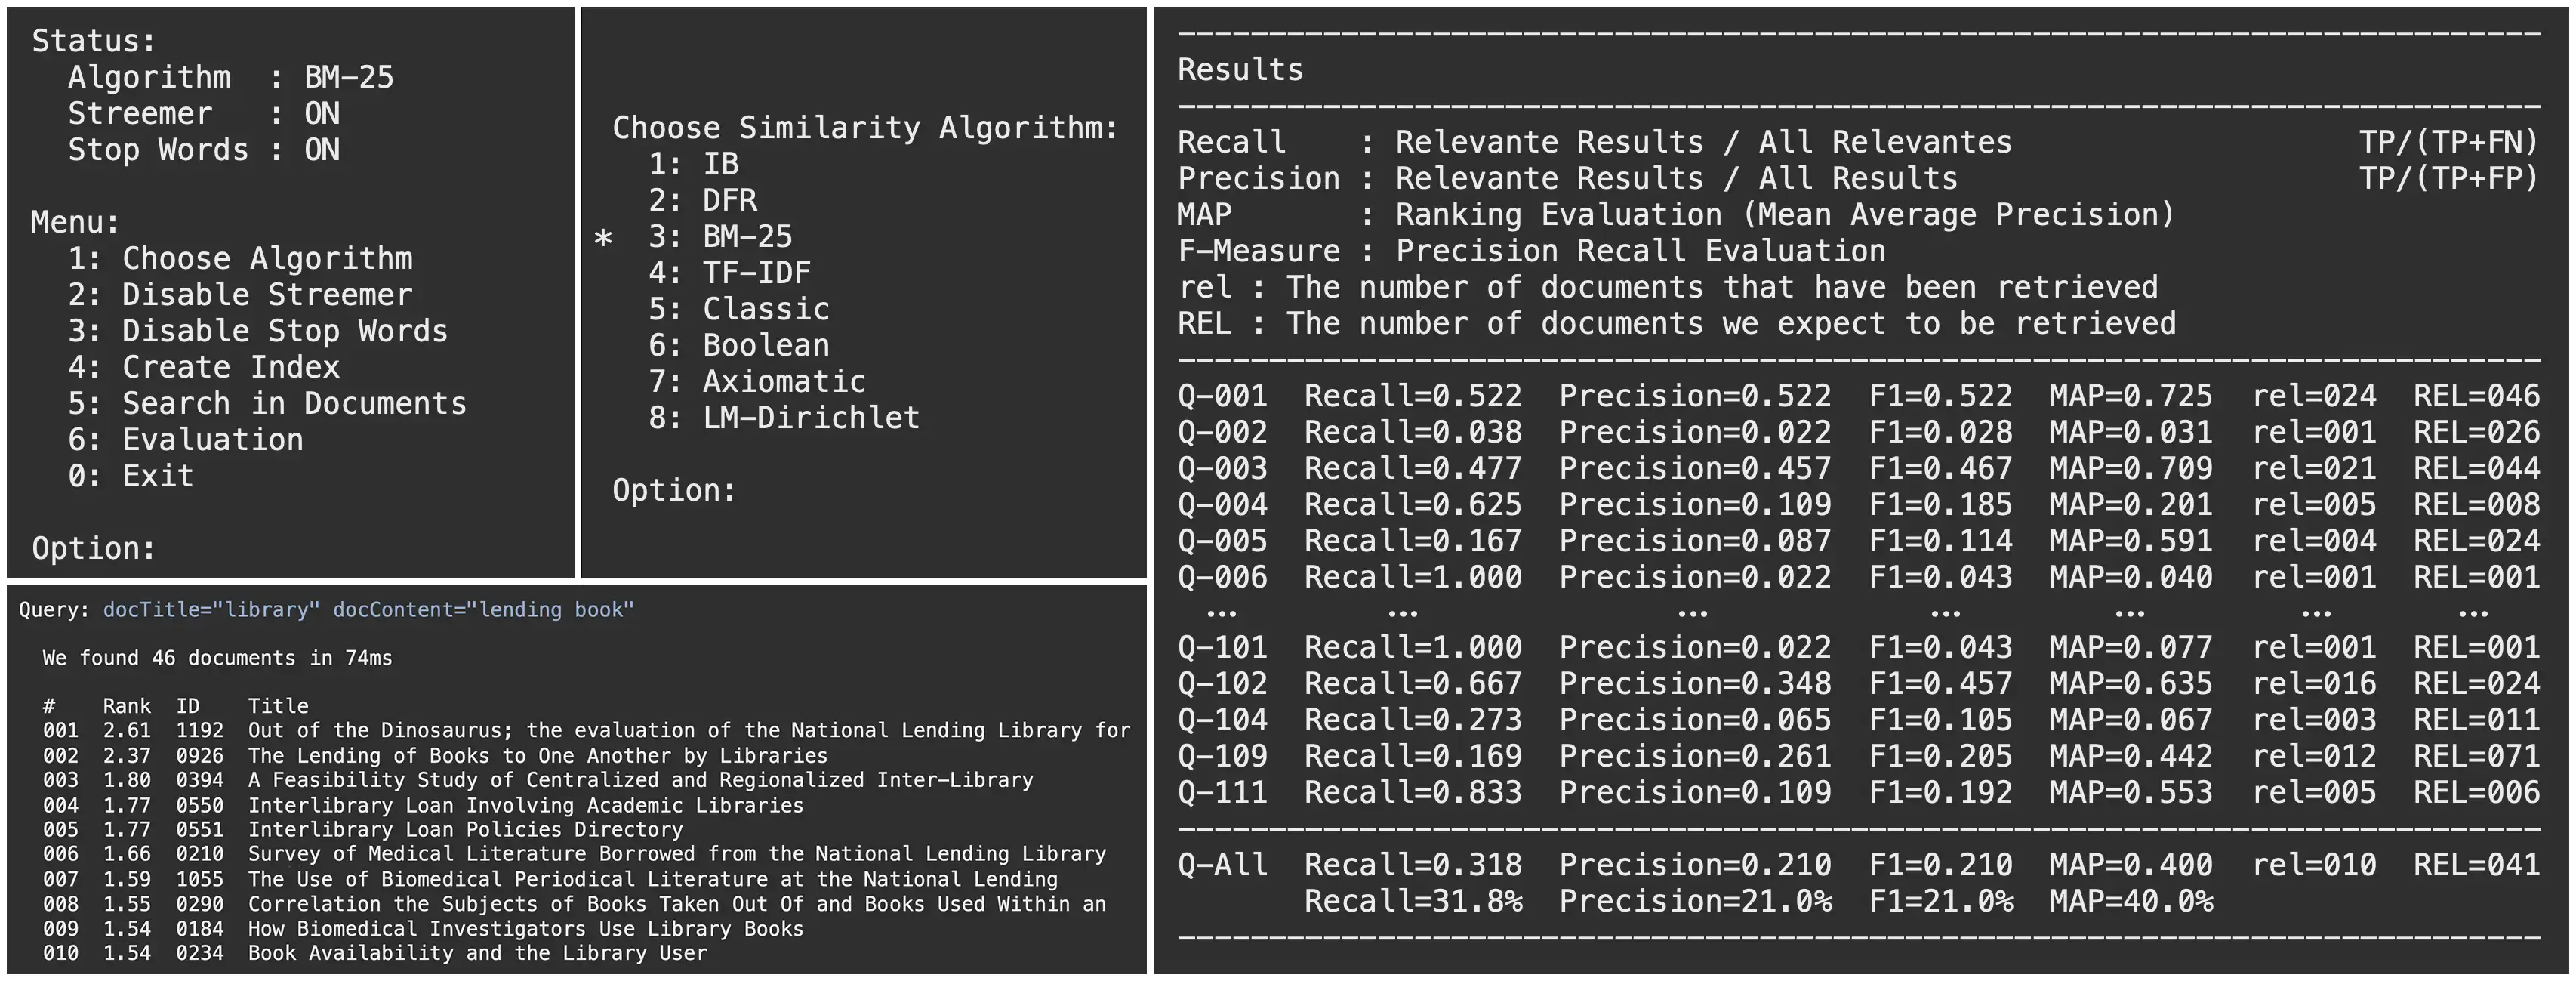 Status:
Algorithm : BM-25
Streemer : ON
Stop Words : ON
Menu:
1: Choose Algorithm
2: Disable Streemer
3: Disable Stop Words
4: Create Index
5: Search in Documents
6: Evaluation
0: Exit
Option:
Choose Similarity Algorithm:
1: IB
2: DFR
* 3: BM-25
4: TF-IDF
5: Classic
6: Boolean
7: Axiomatic
8: LM-Dirichlet
Option:
Query: docTitle="library" docContent="lending book"
We found 46 documents in 74ms
# Rank ID Title
001 2.61 1192 Out of the Dinosaurus; the evaluation of the National Lending Library for
002 2.37 0926 The Lending of Books to One Another by Libraries
003 1.80 0394 A Feasibility Study of Centralized and Regionalized Inter-Library
004 1.77 0550 Interlibrary Loan Involving Academic Libraries
005 1.77 0551 Interlibrary Loan Policies Directory
006 1.66 0210 Survey of Medical Literature Borrowed from the National Lending Library
007 1.59 1055 The Use of Biomedical Periodical Literature at the National Lending
008 1.55 0290 Correlation the Subjects of Books Taken Out Of and Books Used Within an
009 1.54 0184 How Biomedical Investigators Use Library Books
010 1.54 0234 Book Availability and the Library User
Results
Recall : Relevante Results / All Relevantes TP/(TP+FN)
Precision : Relevante Results / All Results TP/(TP+FP)
MAP : Ranking Evaluation (Mean Average Precision)
F-Measure : Precision Recall Evaluation
rel : The number of documents that have been retrieved
REL : The number of documents we expect to be retrieved
Q-001 Recall=0.522 Precision=0.522 F1=0.522 MAP=0.725 rel=024 REL=046
Q-002 Recall=0.038 Precision=0.022 F1=0.028 MAP=0.031 rel=001 REL=026
Q-003 Recall=0.477 Precision=0.457 F1=0.467 MAP=0.709 rel=021 REL=044
Q-004 Recall=0.625 Precision=0.109 F1=0.185 MAP=0.201 rel=005 REL=008
Q-005 Recall=0.167 Precision=0.087 F1=0.114 MAP=0.591 rel=004 REL=024
Q-006 Recall=1.000 Precision=0.022 F1=0.043 MAP=0.040 rel=001 REL=001
... ... ... ... ... ... ...
Q-101 Recall=1.000 Precision=0.022 F1=0.043 MAP=0.077 rel=001 REL=001
Q-102 Recall=0.667 Precision=0.348 F1=0.457 MAP=0.635 rel=016 REL=024
Q-104 Recall=0.273 Precision=0.065 F1=0.105 MAP=0.067 rel=003 REL=011
Q-109 Recall=0.169 Precision=0.261 F1=0.205 MAP=0.442 rel=012 REL=071
Q-111 Recall=0.833 Precision=0.109 F1=0.192 MAP=0.553 rel=005 REL=006
Q-All Recall=0.318 Precision=0.210 F1=0.210 MAP=0.400 rel=010 REL=041
Recall=31.8% Precision=21.0% F1=21.0% MAP=40.0%